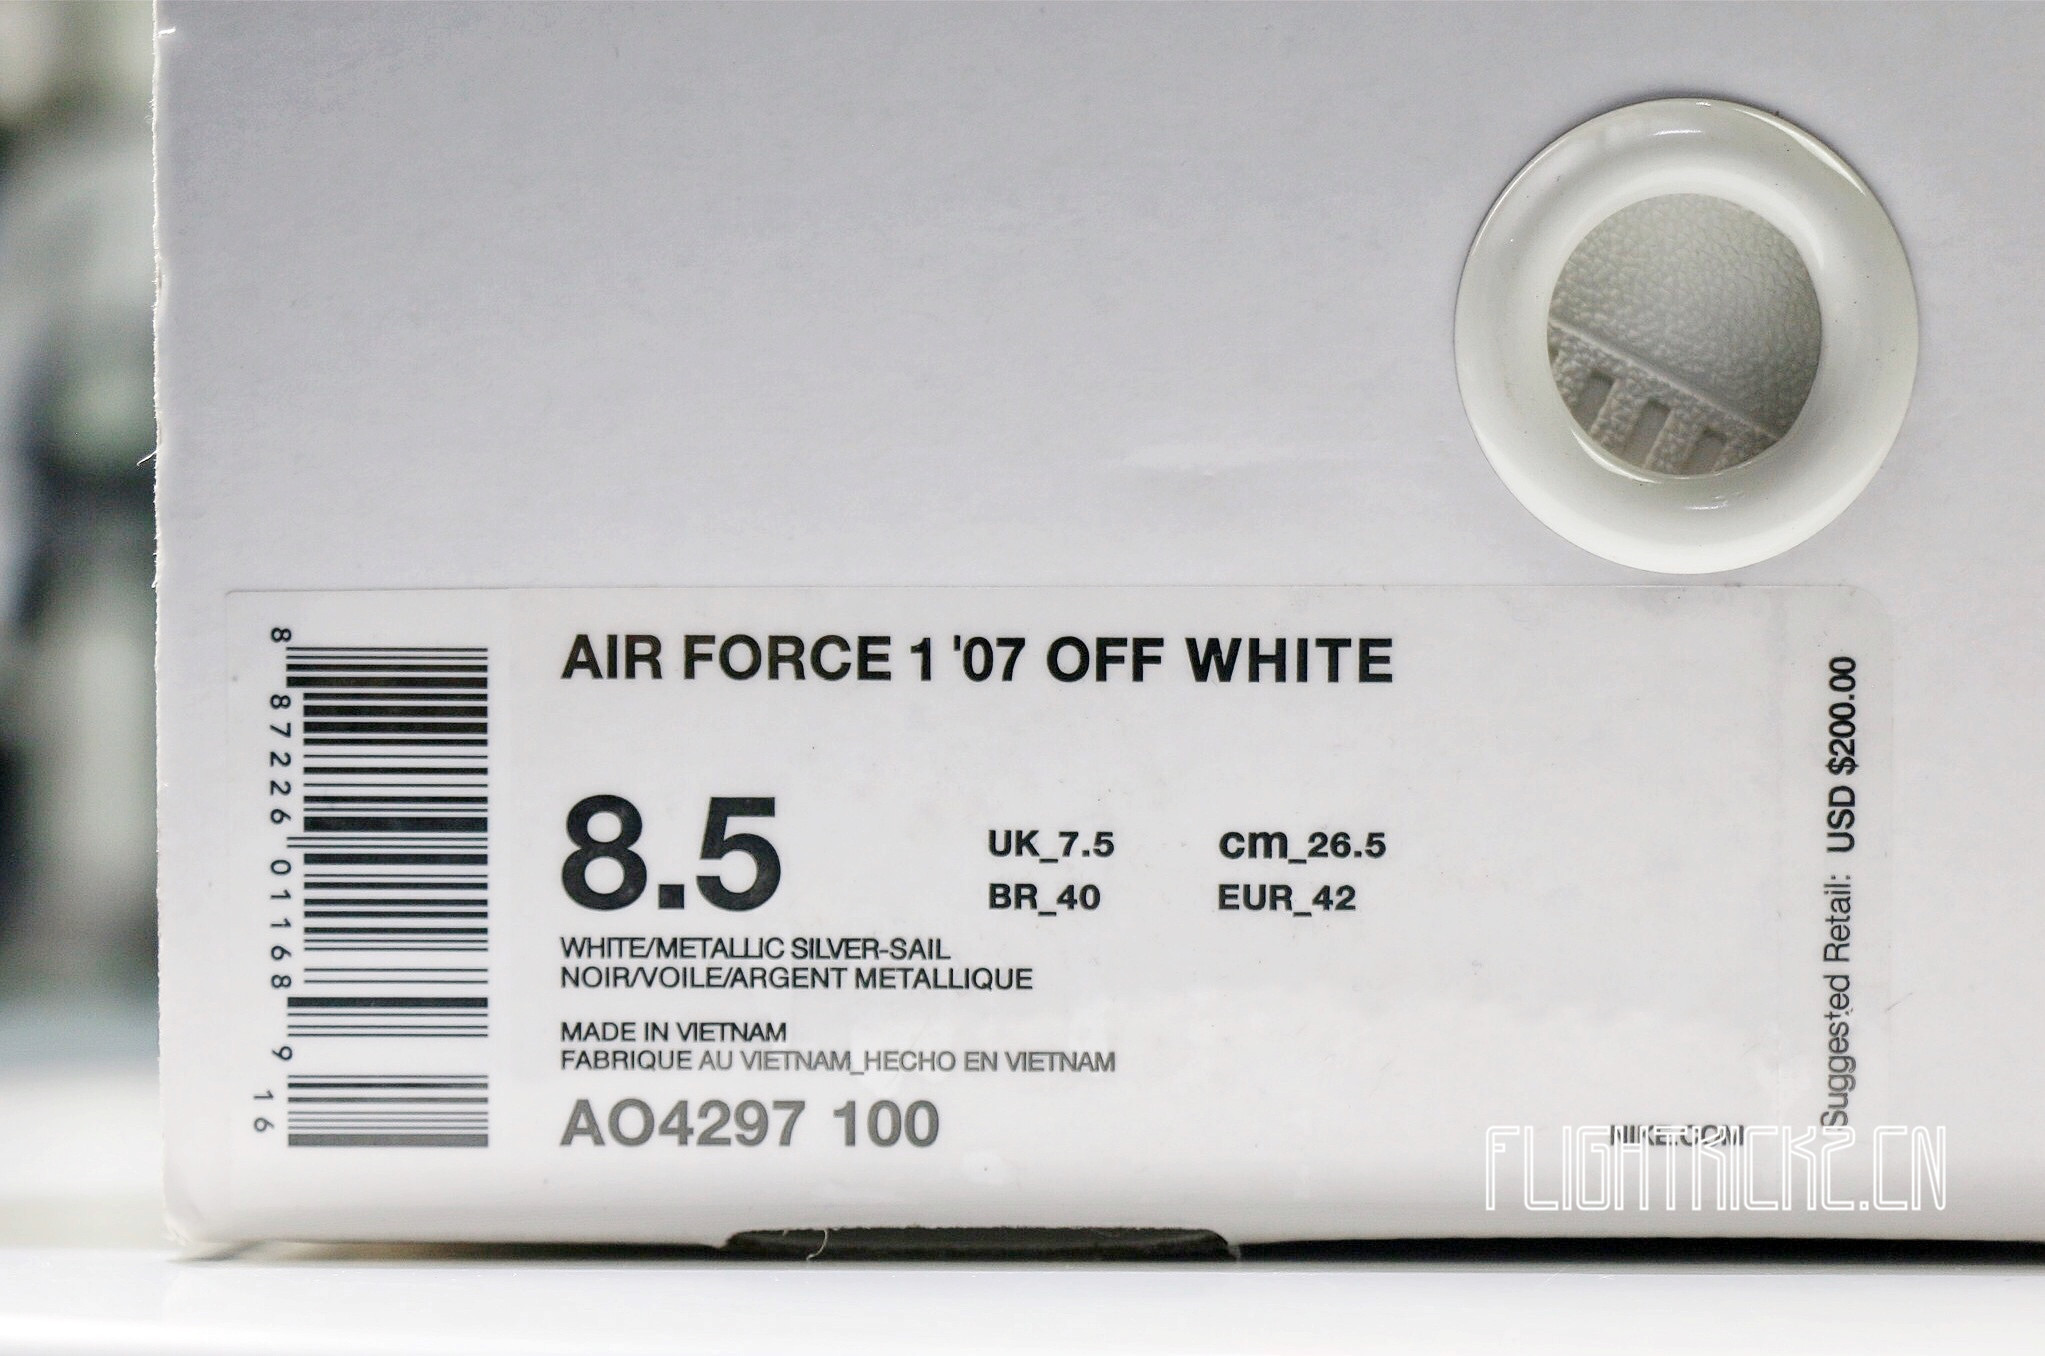 AIR FORCE 1 '07 OFF WHITE
8.5
UK_7.5
cm_26.5
BR_40
EUR_42
WHITE/METALLIC SILVER-SAIL
NOIR/VOILE/ARGENT METALLIQUE
MADE IN VIETNAM
FABRIQUE AU VIETNAM_HECHO EN VIETNAM
AO4297 100
NIKE.COM
Suggested Retail: USD $200.00
8 87226 01168 9
16
FLIGHTKICKZ.CN